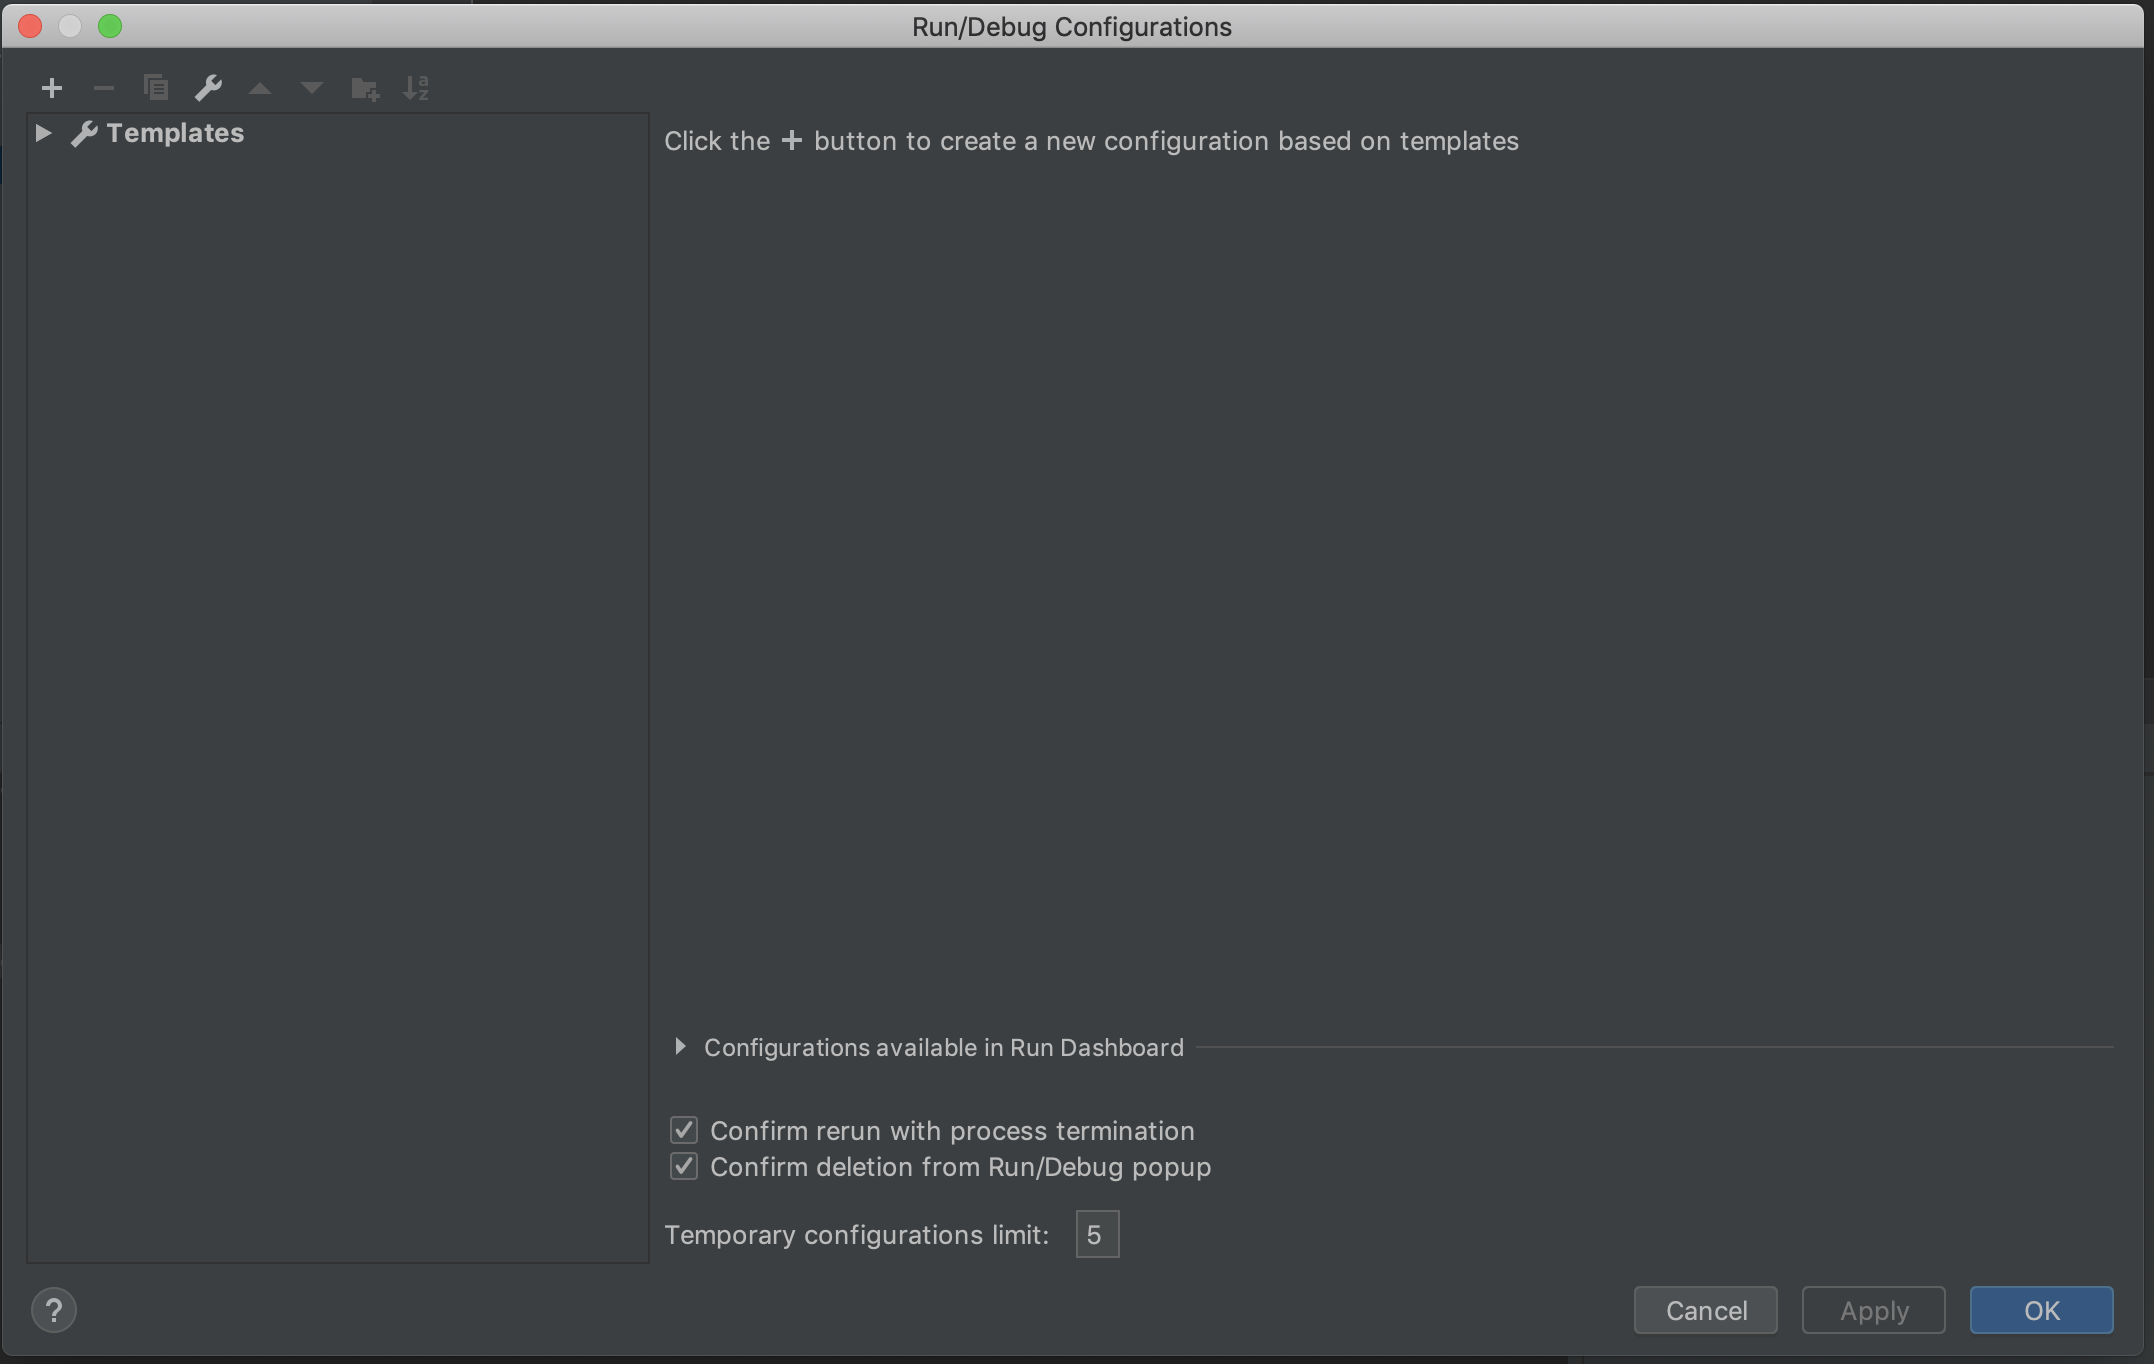 Run/Debug Configurations
Templates
Click the + button to create a new configuration based on templates
Configurations available in Run Dashboard
Confirm rerun with process termination
Confirm deletion from Run/Debug popup
Temporary configurations limit: 5
? Cancel Apply OK